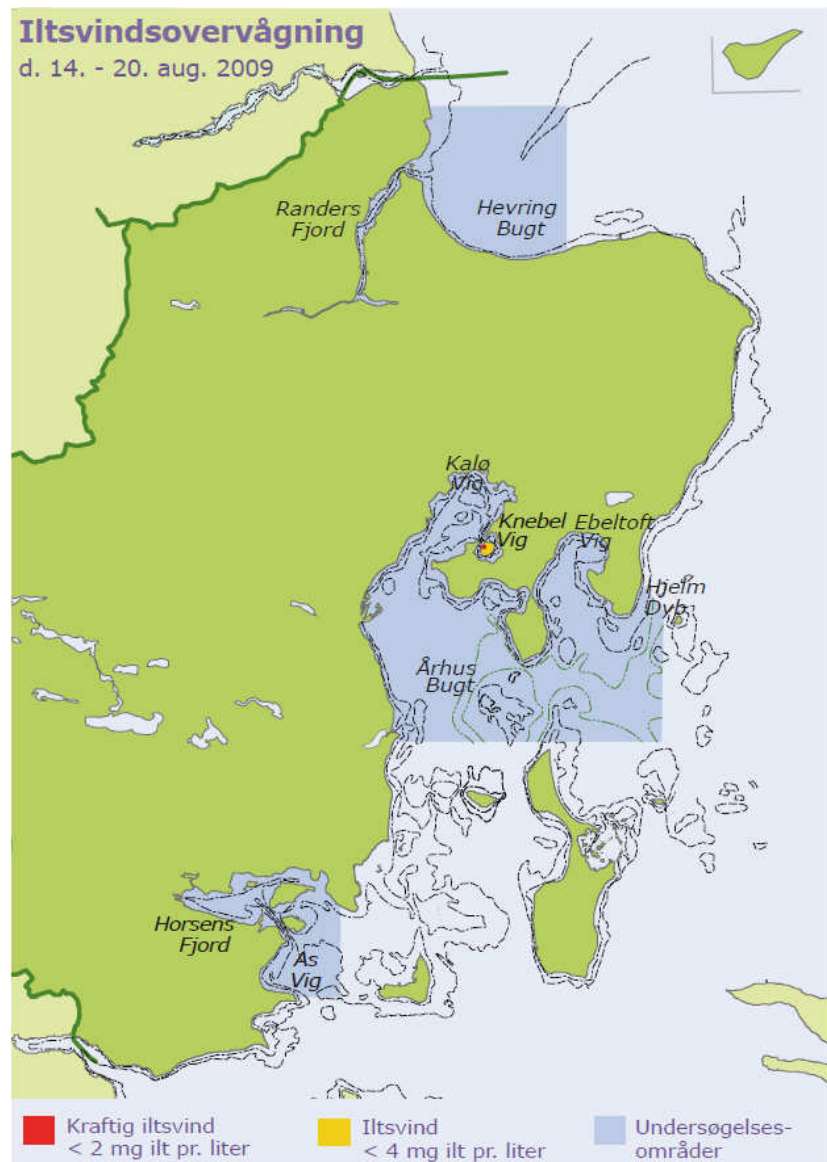 Iltsvindsovervågning
d. 14. - 20. aug. 2009
Randers
Fjord
Hevring
Bugt
Kalø
Vig
Knebel
Vig
Ebeltoft
Vig
Hjelm
Dyb
Århus
Bugt
Horsens
Fjord
As
Vig
Kraftig iltsvind
< 2 mg ilt pr. liter
Iltsvind
< 4 mg ilt pr. liter
Undersøgelses-
områder